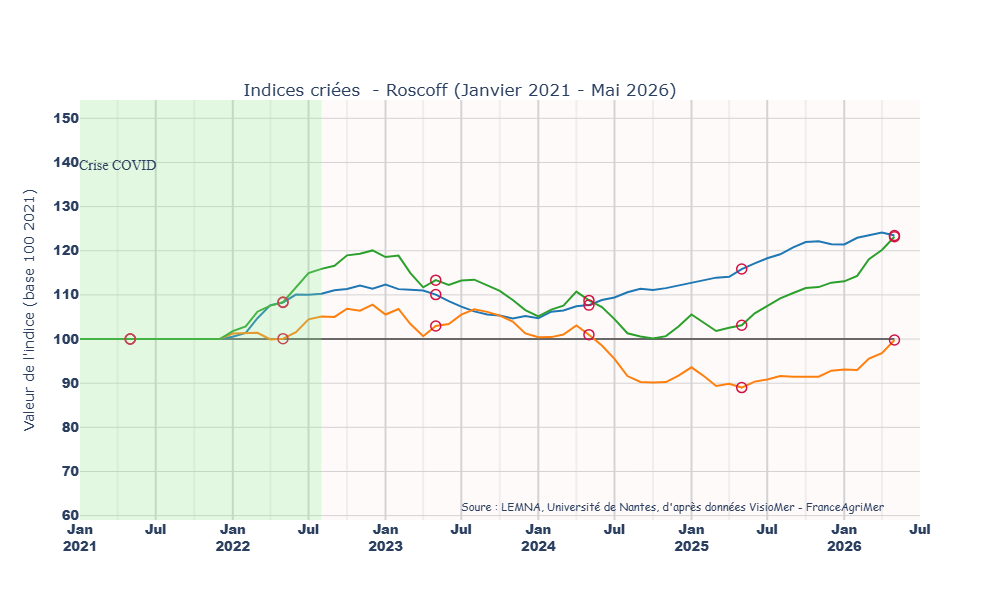 Indices criées  - Roscoff (Janvier 2021 - Mai 2026)
Valeur de l'Indice (base 100 2021)
150
140
130
120
110
100
90
80
70
60
Crise COVID
Soure : LEMNA, Université de Nantes, d'après données VisioMer - FranceAgriMer
Jan Jul Jan Jul Jan Jul Jan Jul Jan Jul Jan Jul
2021 2022 2023 2024 2025 2026